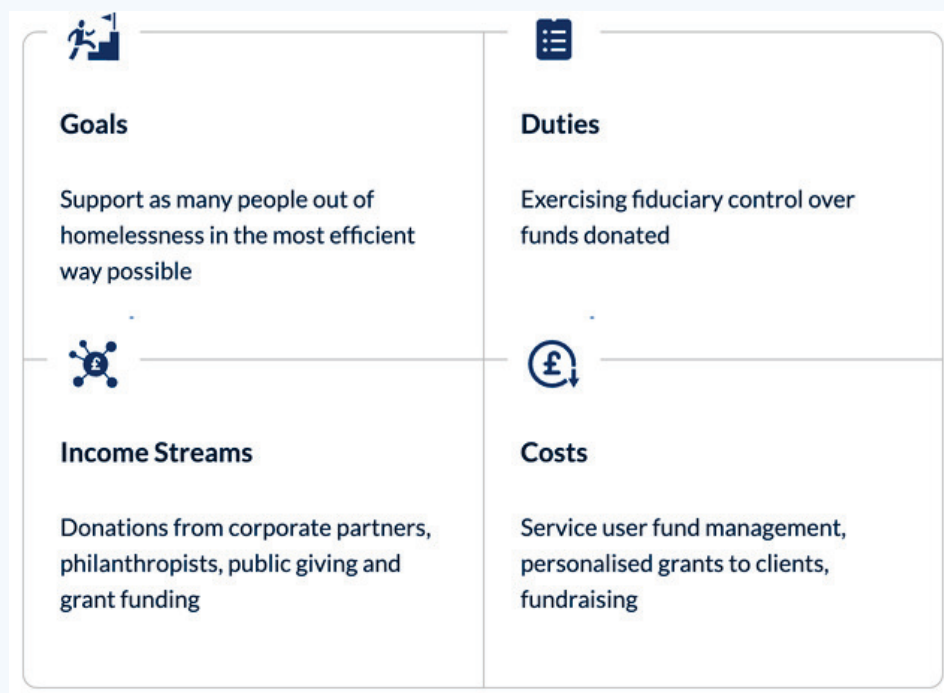 Goals
Support as many people out of
homelessness in the most efficient
way possible
Duties
Exercising fiduciary control over
funds donated
£
Income Streams
Donations from corporate partners,
philanthropists, public giving and
grant funding
£
Costs
Service user fund management,
personalised grants to clients,
fundraising